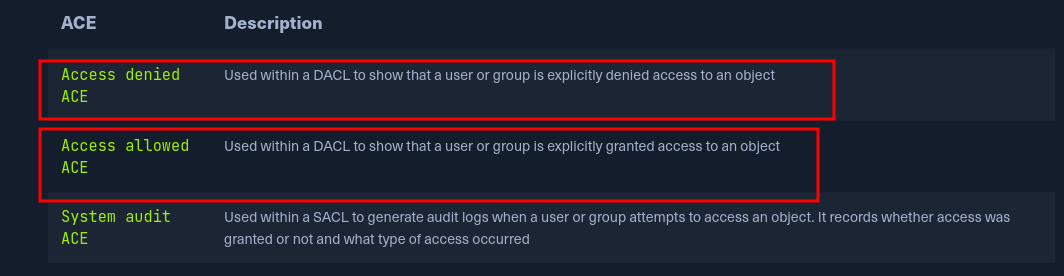 ACE Description
Access denied Used within a DACL to show that a user or group is explicitly denied access to an object
ACE
Access allowed Used within a DACL to show that a user or group is explicitly granted access to an object
ACE
System audit Used within a SACL to generate audit logs when a user or group attempts to access an object. It records whether access was
ACE granted or not and what type of access occurred